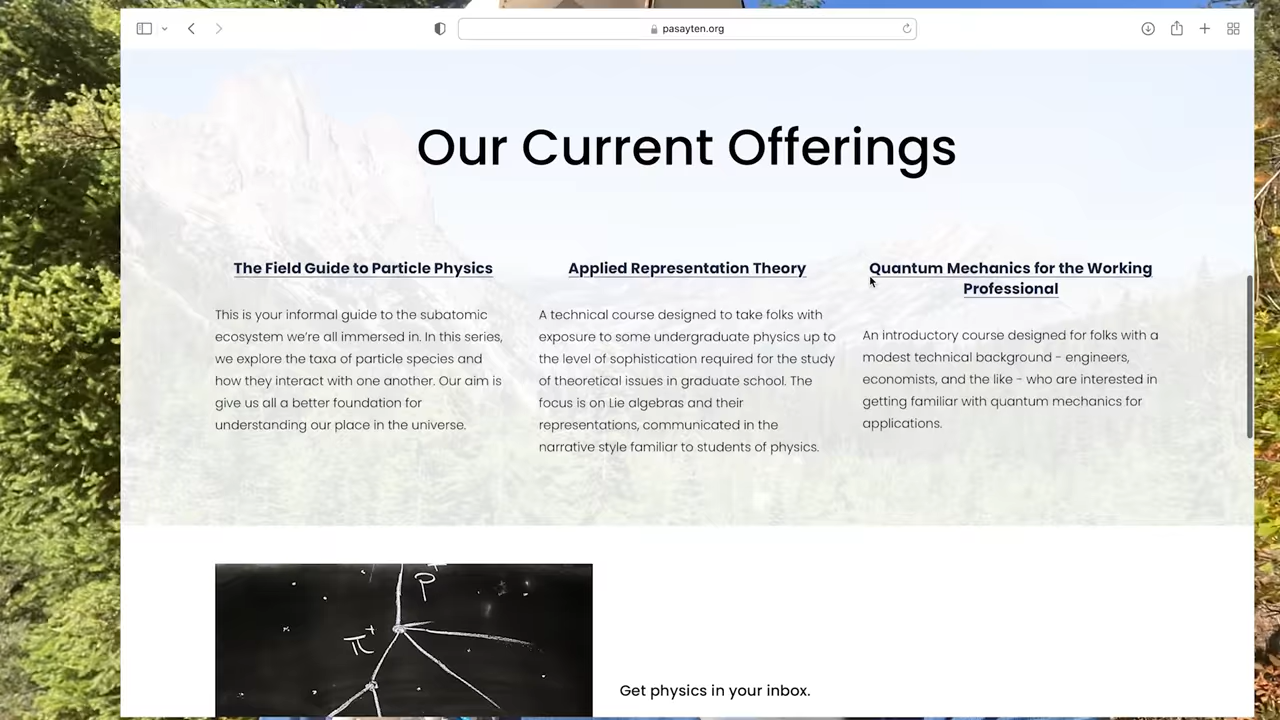 pasayten.org
Our Current Offerings
The Field Guide to Particle Physics
This is your informal guide to the subatomic
ecosystem we're all immersed in. In this series,
we explore the taxa of particle species and
how they interact with one another. Our aim is
give us all a better foundation for
understanding our place in the universe.
Applied Representation Theory
A technical course designed to take folks with
exposure to some undergraduate physics up to
the level of sophistication required for the study
of theoretical issues in graduate school. The
focus is on Lie algebras and their
representations, communicated in the
narrative style familiar to students of physics.
Quantum Mechanics for the Working
Professional
An introductory course designed for folks with a
modest technical background - engineers,
economists, and the like - who are interested in
getting familiar with quantum mechanics for
applications.
p+
π+
Get physics in your inbox.